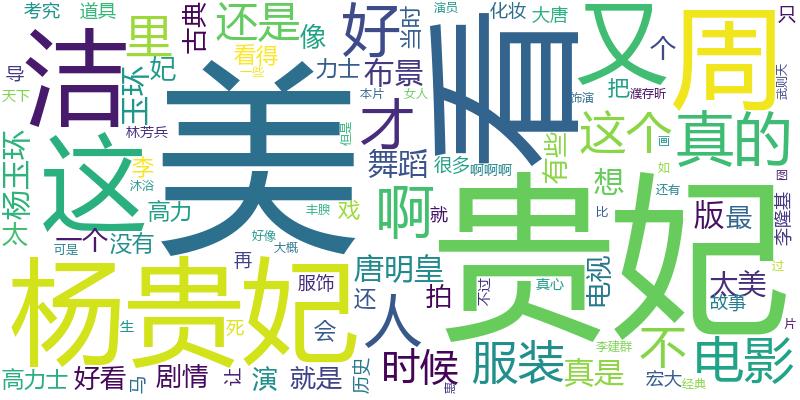 考究 道具 还是 像 好 当时 演员 化妆 大唐 又 周 只
洁 里 古典 看得 一些 个
导 妃 力士 布景 看 把 濮存昕 武则天
天下 玉环 美 本片 女人 饰演
林芳兵 但是 才 这个 真的
这 李 舞蹈 很多 啊啊啊 有些 画
太 杨玉环 沐浴 丰腴 戏 啊 就 想 如 还有 图
高力 版 最 李隆基
一个 没有 好像 贵妃 比
可是 大概 唐明皇 电视 大美
杨贵妃 再 服饰 还 人 拍 不过 真心 故事 过
生 死 会 李建群 不 片
高力士 好看 马 剧情 让 演 就是 历史 时候 惠 服装 真是 宏大 经典 电影